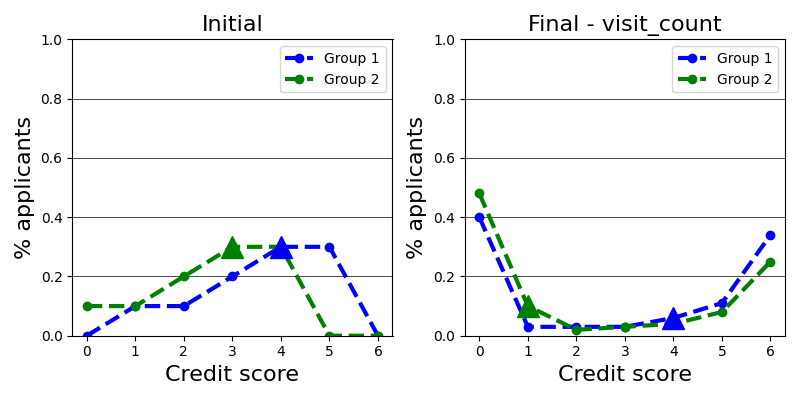 Initial
1.0
0.8
0.6
0.4
0.2
0.0
% applicants
0 1 2 3 4 5 6
Credit score
Group 1
Group 2
Final - visit_count
1.0
0.8
0.6
0.4
0.2
0.0
% applicants
0 1 2 3 4 5 6
Credit score
Group 1
Group 2